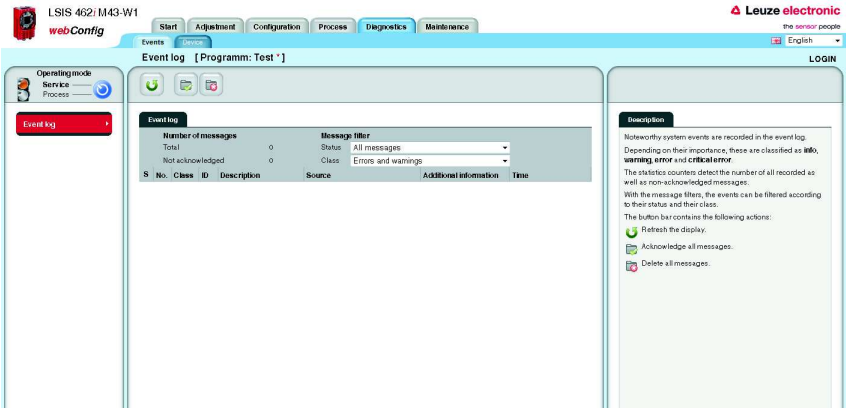 LSIS 462i M43-W1
webConfig
Leuze electronic
the sensor people
Start Adjustment Configuration Process Diagnostics Maintenance
Events Device
English
Event log [Programm: Test *]
LOGIN
Operating mode
Service
Process
Event log
Event log
Number of messages
Total 0
Not acknowledged 0
Message filter
Status All messages
Class Errors and warnings
S No. Class ID Description Source Additional information Time
Description
Noteworthy system events are recorded in the event log.
Depending on their importance, these are classified as info,
warning, error and critical error.
The statistics counters detect the number of all recorded as
well as non-acknowledged messages.
With the message filters, the events can be filtered according
to their status and their class.
The button bar contains the following actions:
Refresh the display.
Acknowledge all messages.
Delete all messages.